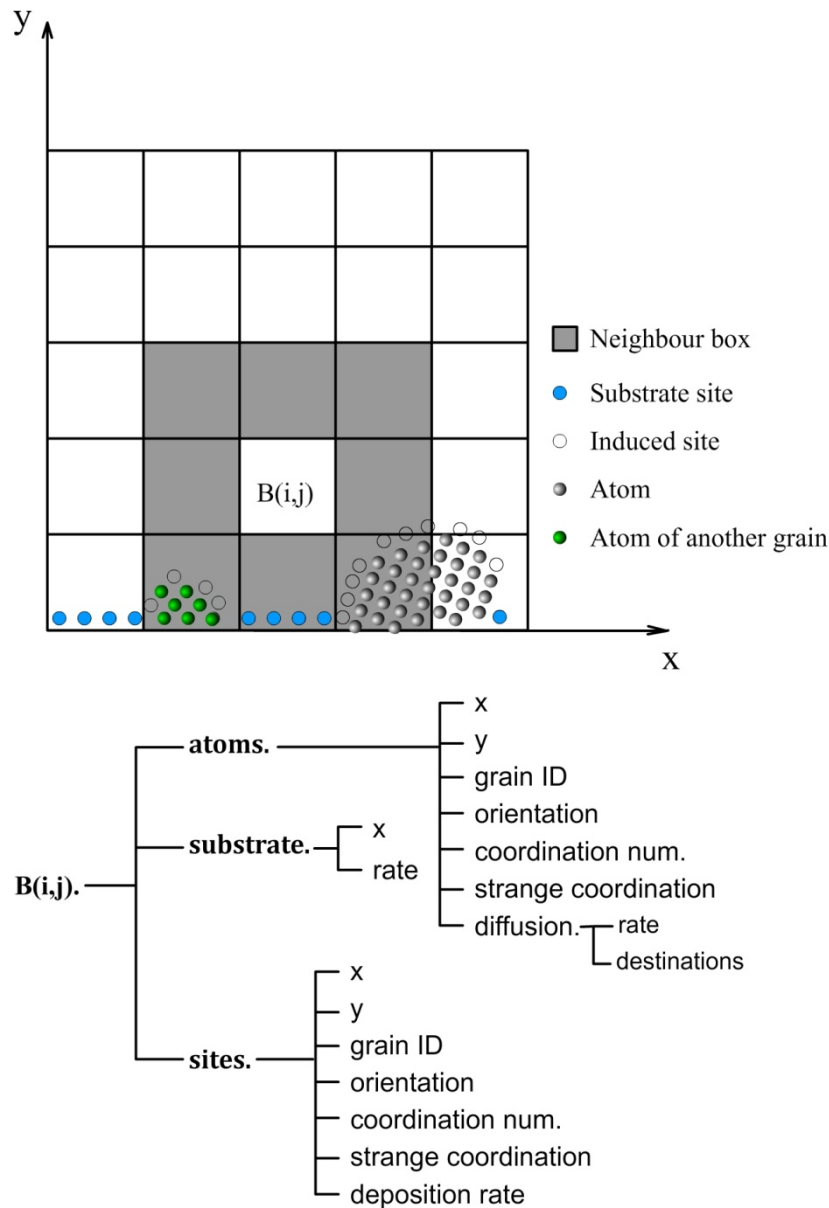 y
Neighbour box
Substrate site
Induced site
B(i,j)
Atom
Atom of another grain
x
atoms.
x
y
grain ID
orientation
coordination num.
strange coordination
diffusion.
rate
destinations
substrate.
x
rate
B(i,j).
sites.
x
y
grain ID
orientation
coordination num.
strange coordination
deposition rate